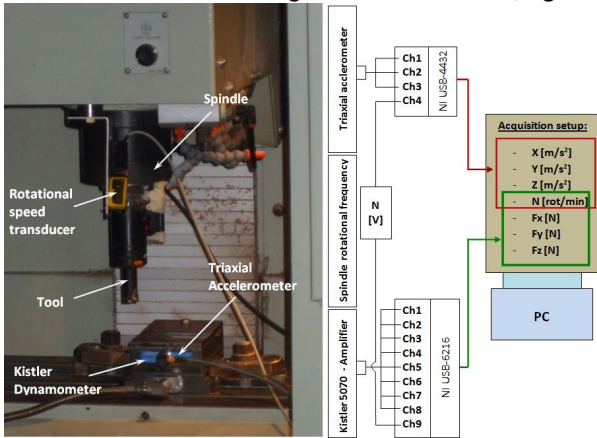 Spindle
Rotational
speed
transducer
Triaxial
Accelerometer
Tool
Kistler
Dynamometer
Triaxial acclerometer
Ch1
Ch2
Ch3
Ch4
NI USB-4432
Spindle rotational frequency
N
[V]
Kistler 5070 - Amplifier
Ch1
Ch2
Ch3
Ch4
Ch5
Ch6
Ch7
Ch8
Ch9
NI USB-6216
Acquisition setup:
- X [m/s²]
- Y [m/s²]
- Z [m/s²]
- N [rot/min]
- Fx [N]
- Fy [N]
- Fz [N]
PC